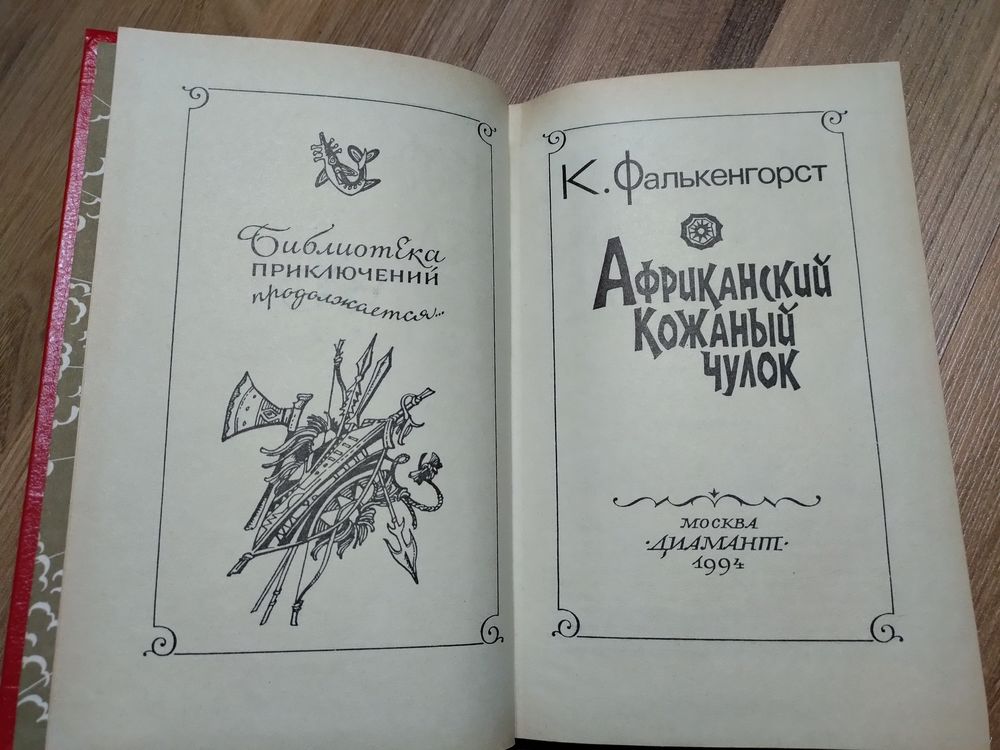 Библиотека
ПРИКЛЮЧЕНИЙ
продолжается...
К. Фалькенгорст
АФРИКАНСКИЙ
КОЖАНЫЙ
ЧУЛОК
МОСКВА
·ДИАМАНТ·
1994